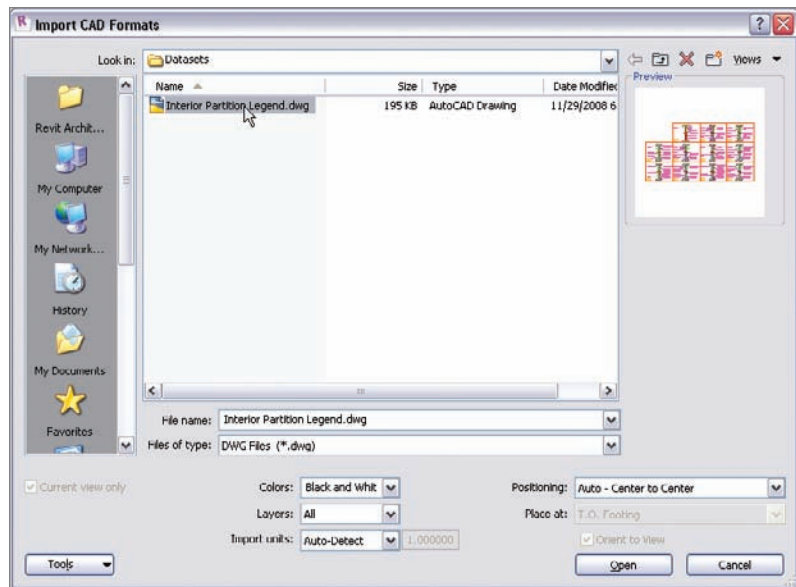 Import CAD Formats
Look in: Datasets Views
Name Size Type Date Modified
Interior Partition Legend.dwg 195 KB AutoCAD Drawing 11/29/2008 6
Preview
Revit Archit...
My Computer
My Network...
History
My Documents
Favorites
File name: Interior Partition Legend.dwg
Files of type: DWG Files (*.dwg)
Current view only
Colors: Black and Whit
Positioning: Auto - Center to Center
Layers: All
Place at: T.O. Footing
Import units: Auto-Detect 1.000000
Orient to View
Tools
Open Cancel